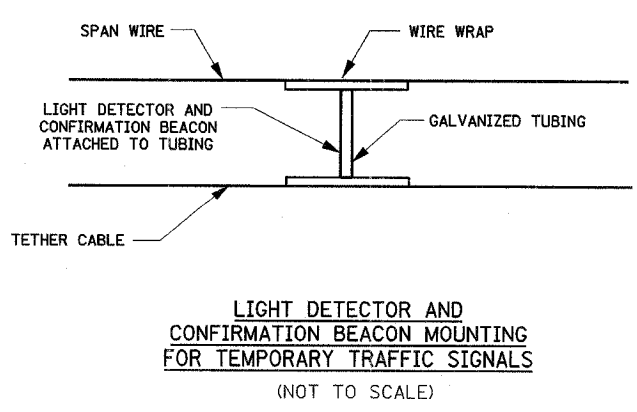 SPAN WIRE
WIRE WRAP
LIGHT DETECTOR AND
CONFIRMATION BEACON
ATTACHED TO TUBING
GALVANIZED TUBING
TETHER CABLE
LIGHT DETECTOR AND
CONFIRMATION BEACON MOUNTING
FOR TEMPORARY TRAFFIC SIGNALS
(NOT TO SCALE)